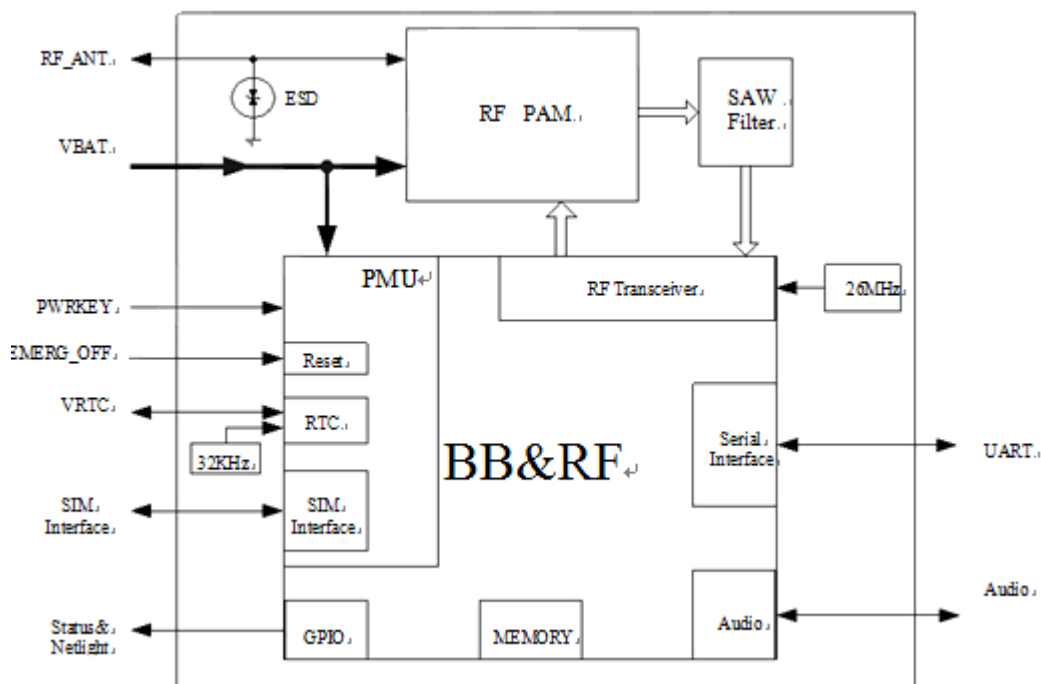 RF_ANT.
ESD
RF PAM.
SAW.
Filter.
VBAT.
PMU
RF Transceiver
26MHz
PWRKEY
EMERG_OFF
Reset
VRTC
RTC.
32KHz
BB&RF
Serial
Interface
UART.
SIM
Interface
SIM
Interface
Status&
Netlight
GPIO
MEMORY
Audio
Audio